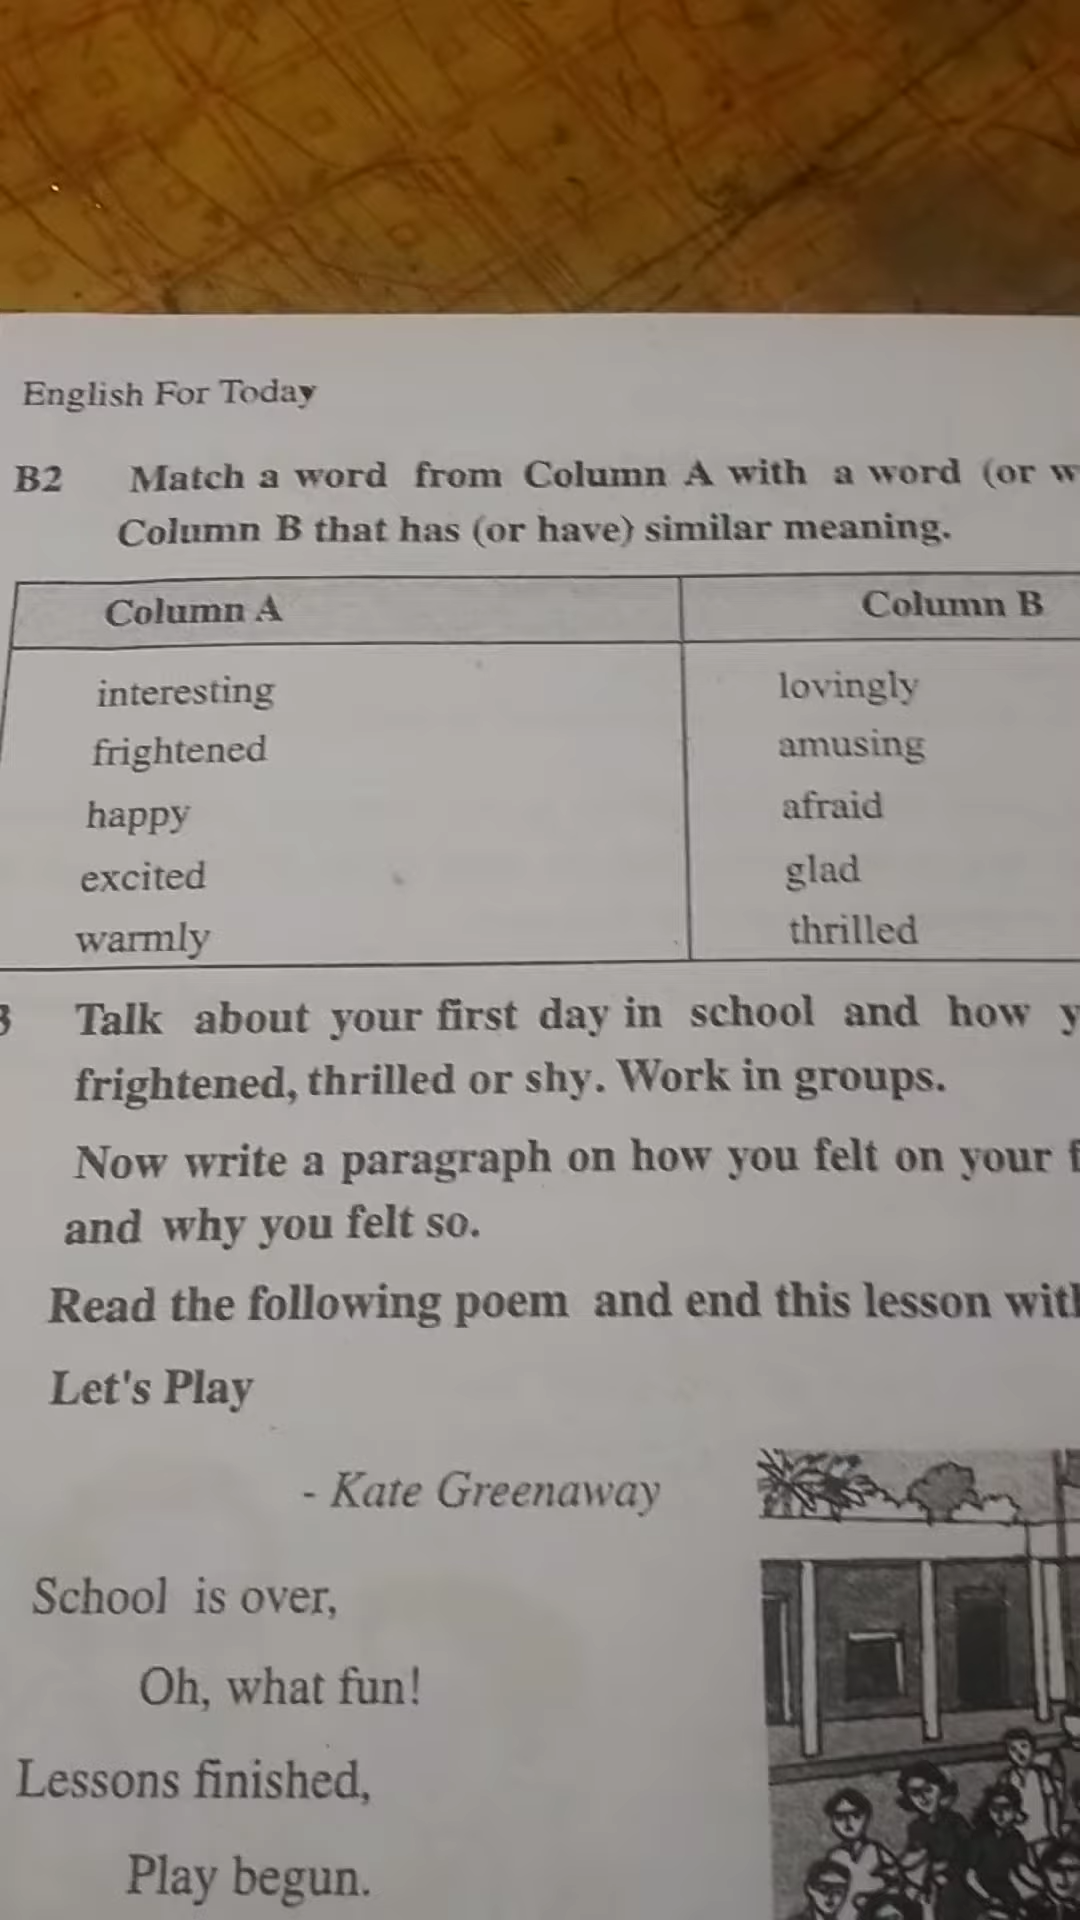 English For Today
B2 Match a word from Column A with a word (or
Column B that has (or have) similar meaning.
Column A Column B
interesting lovingly
frightened amusing
happy afraid
excited glad
warmly thrilled
Talk about your first day in school and how
frightened, thrilled or shy. Work in groups.
Now write a paragraph on how you felt on your
and why you felt so.
Read the following poem and end this lesson with
Let's Play
- Kate Greenaway
School is over,
Oh, what fun!
Lessons finished,
Play begun.